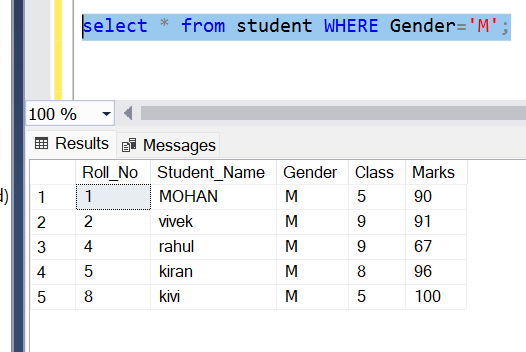 select * from student WHERE Gender='M';
100 %
Results Messages
Roll_No Student_Name Gender Class Marks
1 1 MOHAN M 5 90
2 2 vivek M 9 91
3 4 rahul M 9 67
4 5 kiran M 8 96
5 8 kivi M 5 100